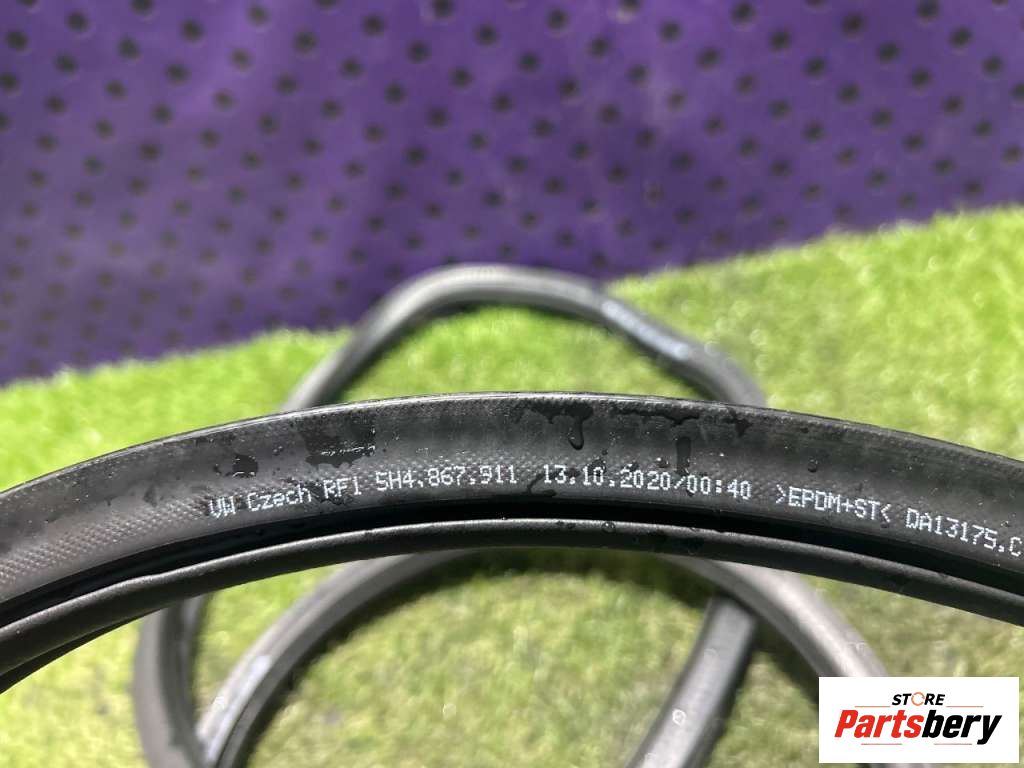 VW Czech RFI 5H4.867.911 13.10.2020/00:40 >EPDM+ST< DA13175.C
STORE
Partsbery